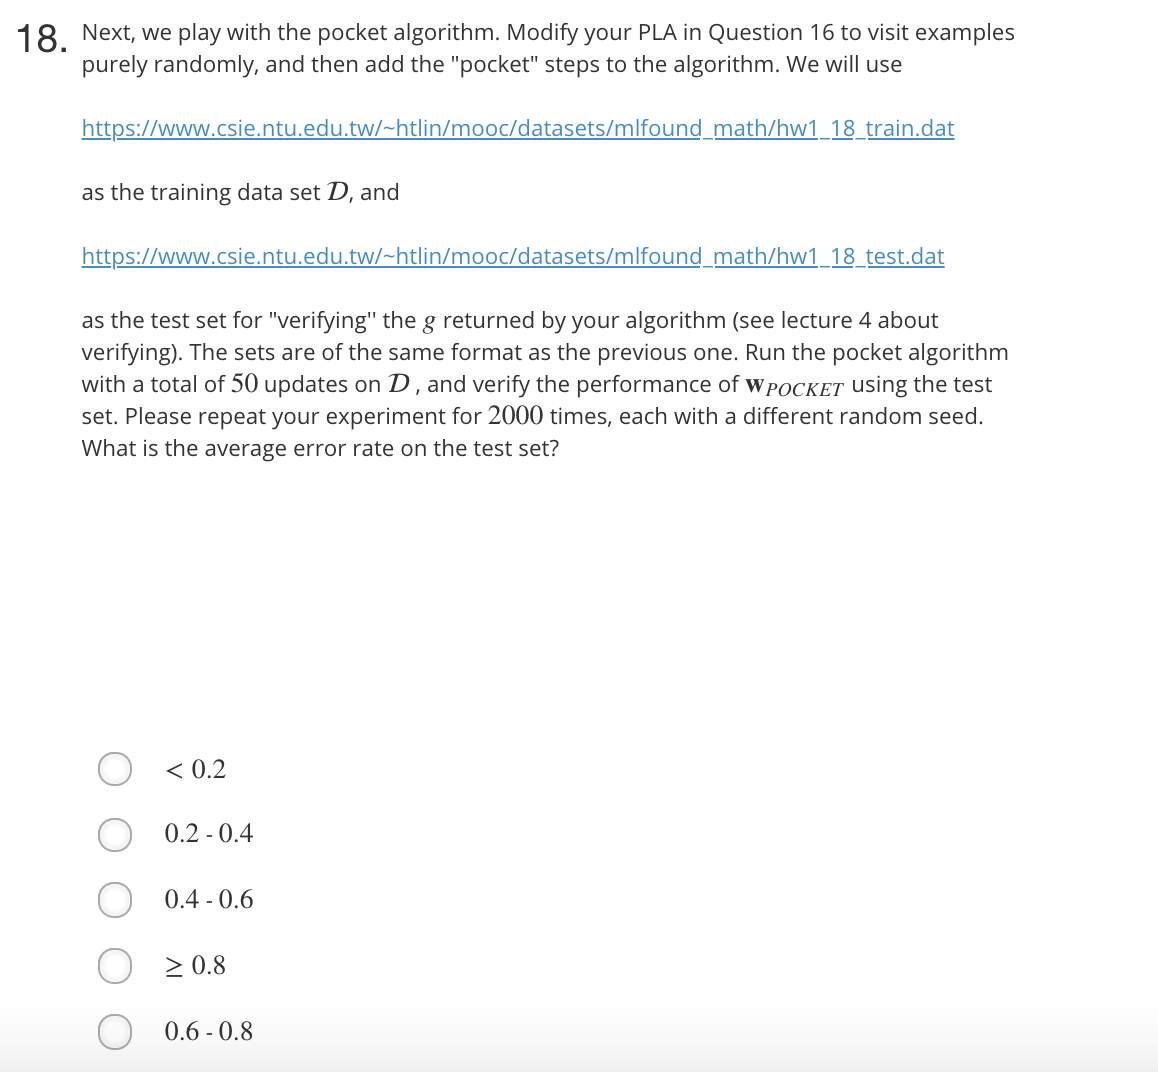 18. Next, we play with the pocket algorithm. Modify your PLA in Question 16 to visit examples
purely randomly, and then add the "pocket" steps to the algorithm. We will use
https://www.csie.ntu.edu.tw/~htlin/mooc/datasets/mlfound_math/hw1_18_train.dat
as the training data set D, and
https://www.csie.ntu.edu.tw/~htlin/mooc/datasets/mlfound_math/hw1_18_test.dat
as the test set for "verifying'' the g returned by your algorithm (see lecture 4 about
verifying). The sets are of the same format as the previous one. Run the pocket algorithm
with a total of 50 updates on D , and verify the performance of w_POCKET using the test
set. Please repeat your experiment for 2000 times, each with a different random seed.
What is the average error rate on the test set?
< 0.2
0.2 - 0.4
0.4 - 0.6
≥ 0.8
0.6 - 0.8